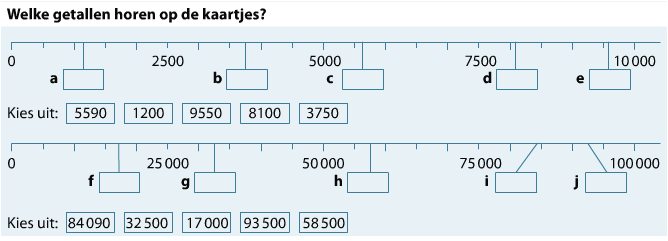 Welke getallen horen op de kaartjes?
0 2500 5000 7500 10 000
a b c d e
Kies uit: 5590 1200 9550 8100 3750
0 25 000 50 000 75 000 100 000
f g h i j
Kies uit: 84 090 32 500 17 000 93 500 58 500